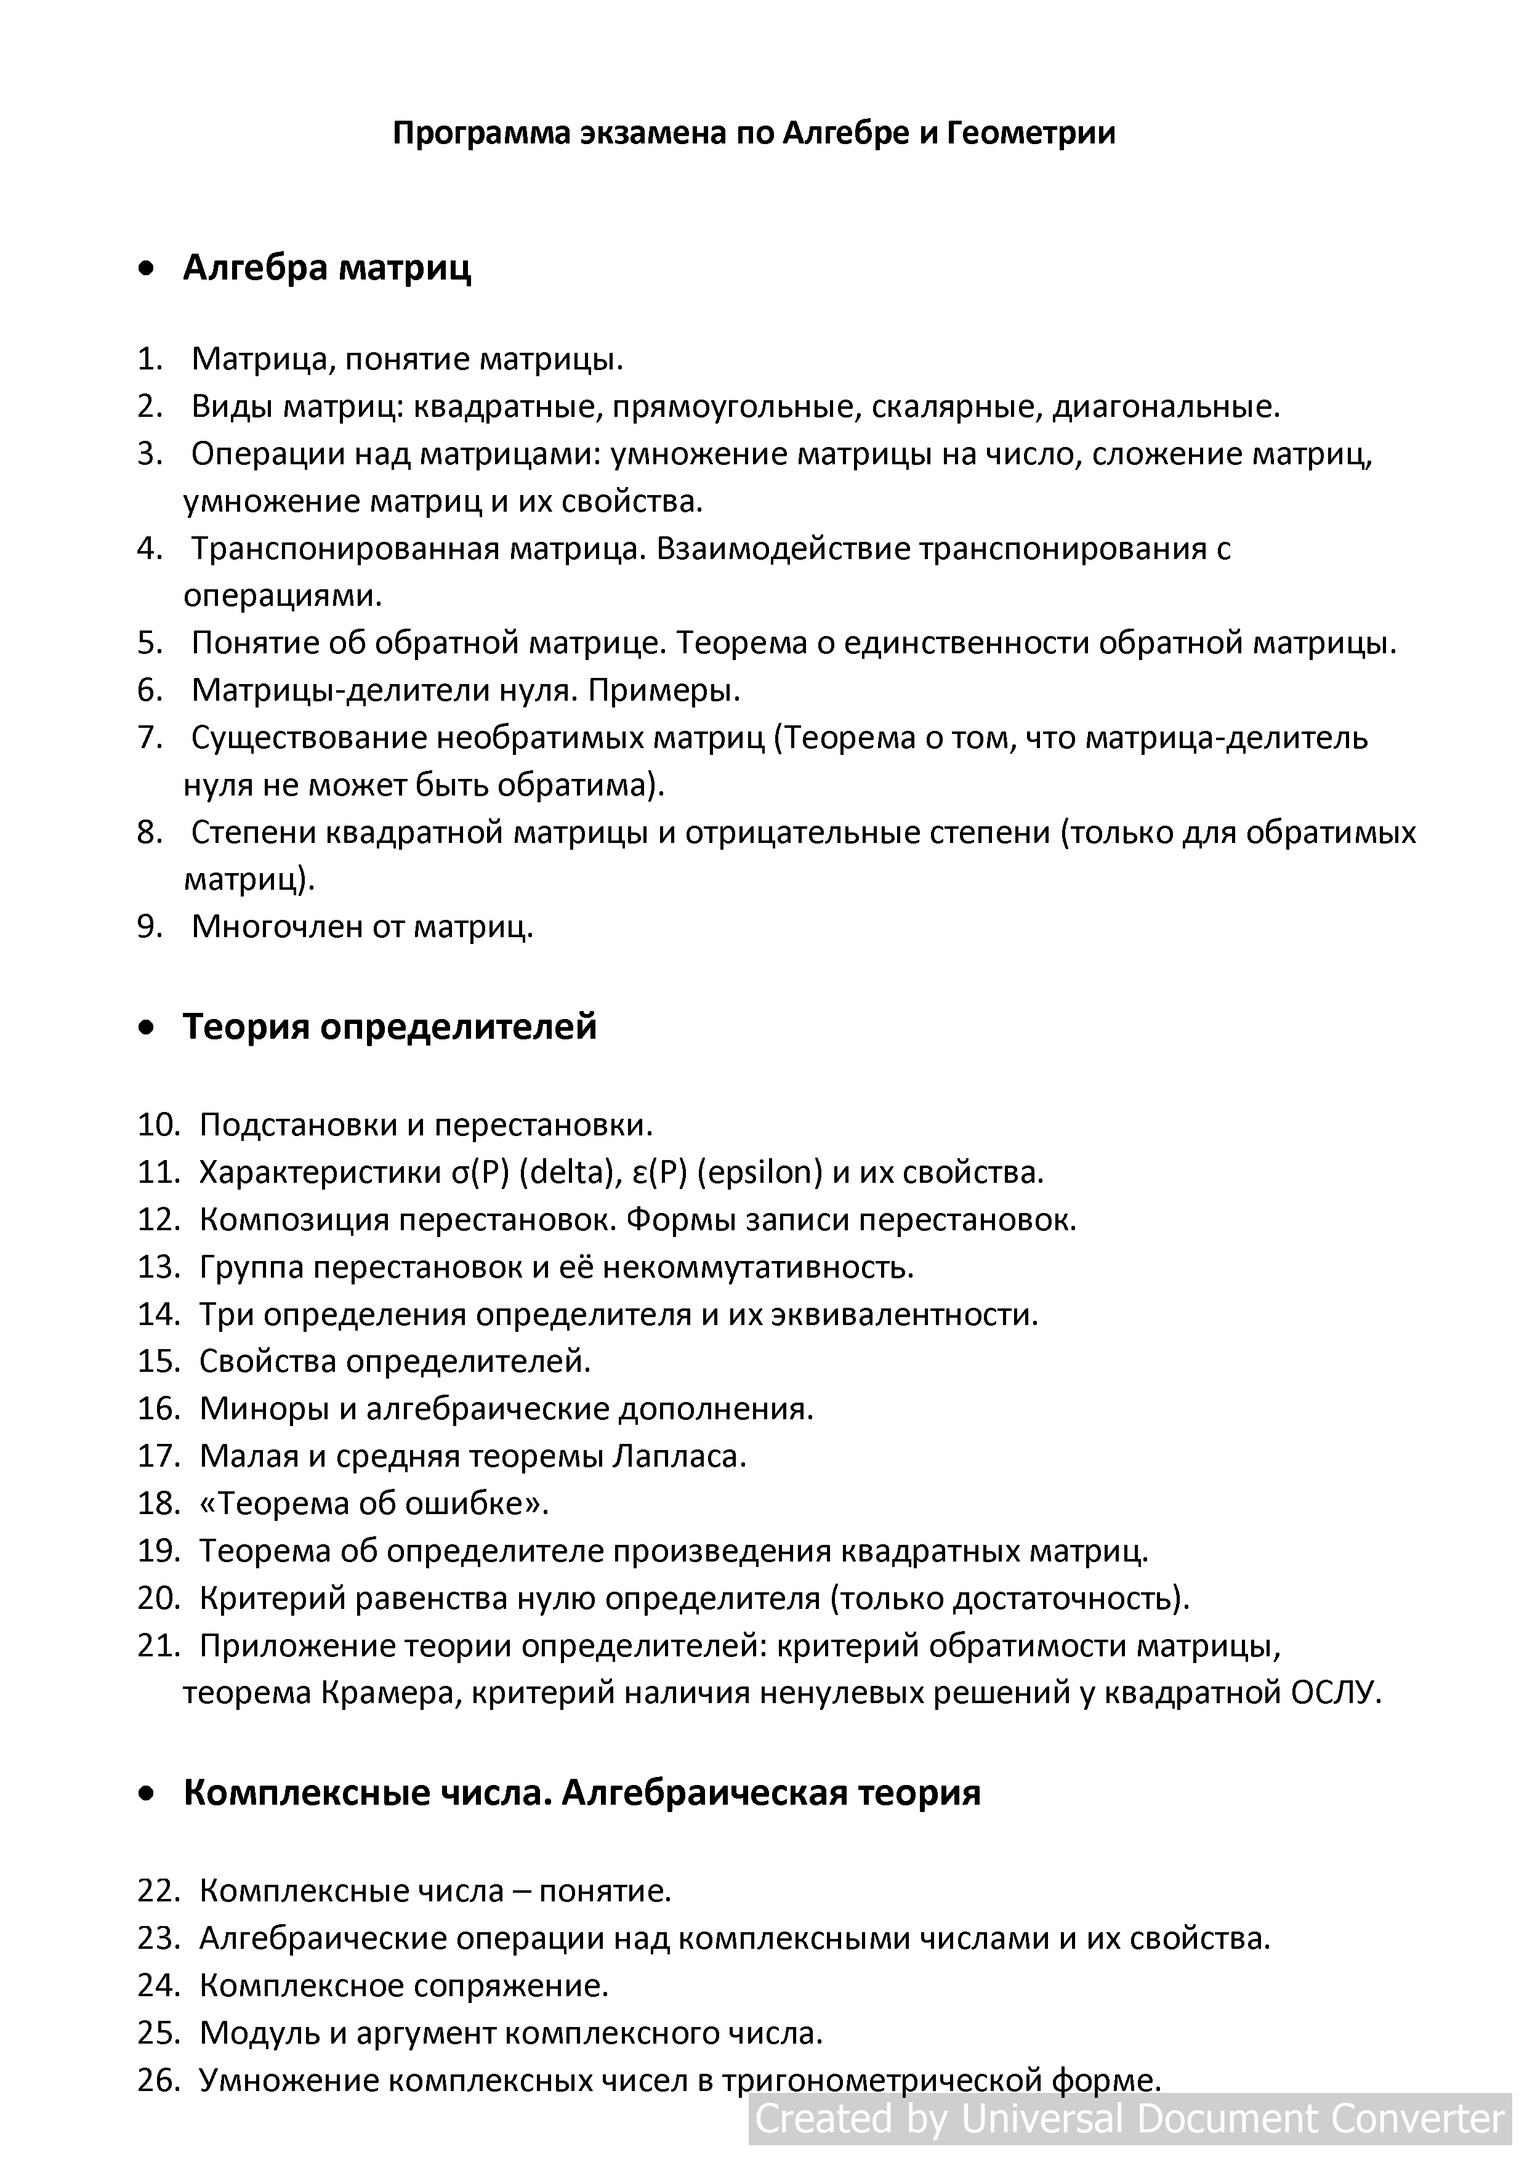 Программа экзамена по Алгебре и Геометрии
• Алгебра матриц
1. Матрица, понятие матрицы.
2. Виды матриц: квадратные, прямоугольные, скалярные, диагональные.
3. Операции над матрицами: умножение матрицы на число, сложение матриц,
умножение матриц и их свойства.
4. Транспонированная матрица. Взаимодействие транспонирования с
операциями.
5. Понятие об обратной матрице. Теорема о единственности обратной матрицы.
6. Матрицы-делители нуля. Примеры.
7. Существование необратимых матриц (Теорема о том, что матрица-делитель
нуля не может быть обратима).
8. Степени квадратной матрицы и отрицательные степени (только для обратимых
матриц).
9. Многочлен от матриц.
• Теория определителей
10. Подстановки и перестановки.
11. Характеристики σ(P) (delta), ε(P) (epsilon) и их свойства.
12. Композиция перестановок. Формы записи перестановок.
13. Группа перестановок и её некоммутативность.
14. Три определения определителя и их эквивалентности.
15. Свойства определителей.
16. Миноры и алгебраические дополнения.
17. Малая и средняя теоремы Лапласа.
18. «Теорема об ошибке».
19. Теорема об определителе произведения квадратных матриц.
20. Критерий равенства нулю определителя (только достаточность).
21. Приложение теории определителей: критерий обратимости матрицы,
теорема Крамера, критерий наличия ненулевых решений у квадратной ОСЛУ.
• Комплексные числа. Алгебраическая теория
22. Комплексные числа – понятие.
23. Алгебраические операции над комплексными числами и их свойства.
24. Комплексное сопряжение.
25. Модуль и аргумент комплексного числа.
26. Умножение комплексных чисел в тригонометрической форме.
Created by Universal Document Converter